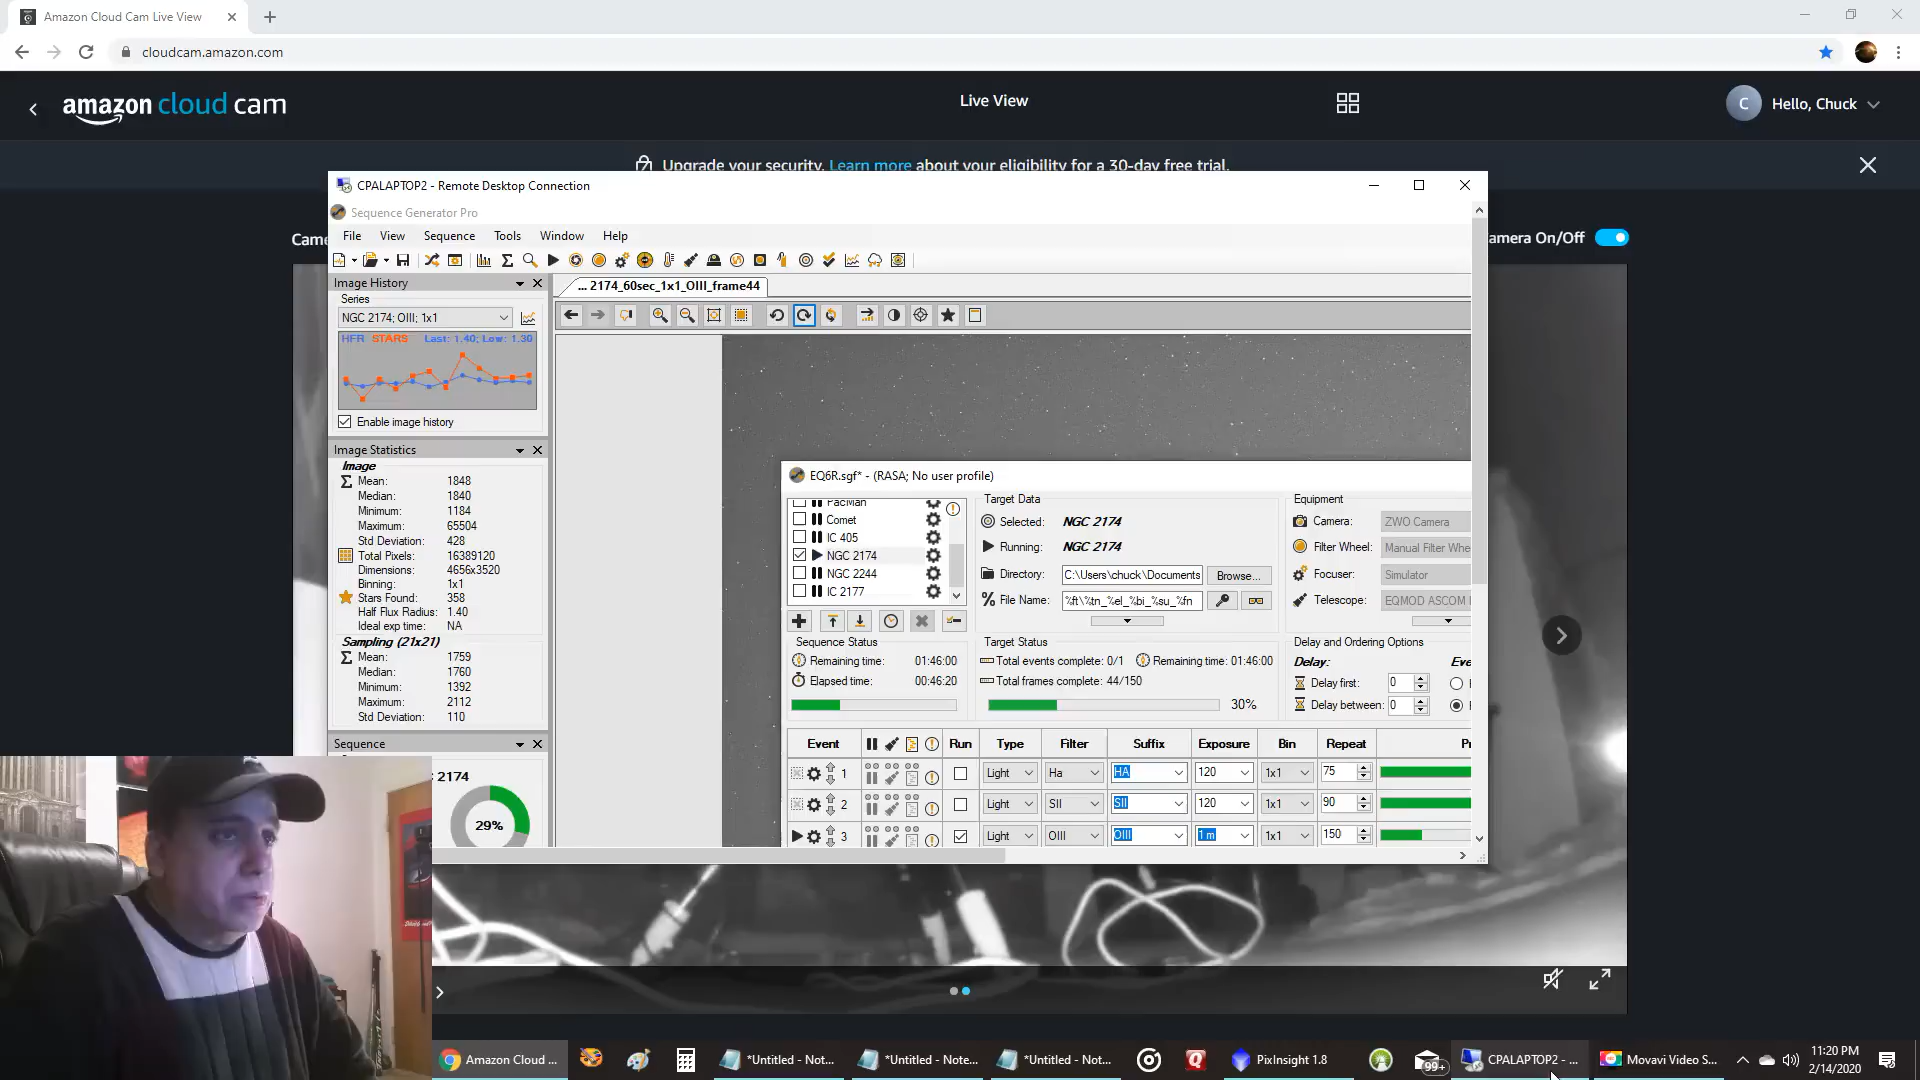 Amazon Cloud Cam Live View
cloudcam.amazon.com
amazon cloud cam
Live View
C
Hello, Chuck
Upgrade your security. Learn more about your eligibility for a 30-day free trial.
CPALAPTOP2 - Remote Desktop Connection
Sequence Generator Pro
File View Sequence Tools Window Help
Image History
... 2174_60sec_1x1_OIII_frame44
Series
NGC 2174; OIII; 1x1
HFR STARS Last: 1.40; Low: 1.30
Enable image history
Image Statistics
Image
Mean: 1848
Median: 1840
Minimum: 1184
Maximum: 65504
Std Deviation: 428
Total Pixels: 16389120
Dimensions: 4656x3520
Binning: 1x1
Stars Found: 358
Half Flux Radius: 1.40
Ideal exp time: NA
Sampling (21x21)
Mean: 1759
Median: 1760
Minimum: 1392
Maximum: 2112
Std Deviation: 110
Sequence
2174
29%
Came
amera On/Off
EQ6R.sgf* - (RASA; No user profile)
PacMan
Comet
IC 405
NGC 2174
NGC 2244
IC 2177
Target Data
Selected: NGC 2174
Running: NGC 2174
Directory: C:\Users\chuck\Documents Browse...
File Name: %ft\%tn_%el_%bi_%su_%fn
Equipment
Camera: ZWO Camera
Filter Wheel: Manual Filter Whe
Focuser: Simulator
Telescope: EQMOD ASCOM
Sequence Status
Remaining time: 01:46:00
Elapsed time: 00:46:20
Target Status
Total events complete: 0/1 Remaining time: 01:46:00
Total frames complete: 44/150
30%
Delay and Ordering Options
Delay: Eve
Delay first: 0
Delay between: 0
Event Run Type Filter Suffix Exposure Bin Repeat
1 Light Ha HA 120 1x1 75
2 Light SII SII 120 1x1 90
3 Light OIII OIII 1 m 1x1 150
Amazon Cloud ...
*Untitled - Not...
*Untitled - Note...
*Untitled - Not...
PixInsight 1.8
99+
CPALAPTOP2 - ...
Movavi Video S...
11:20 PM
2/14/2020